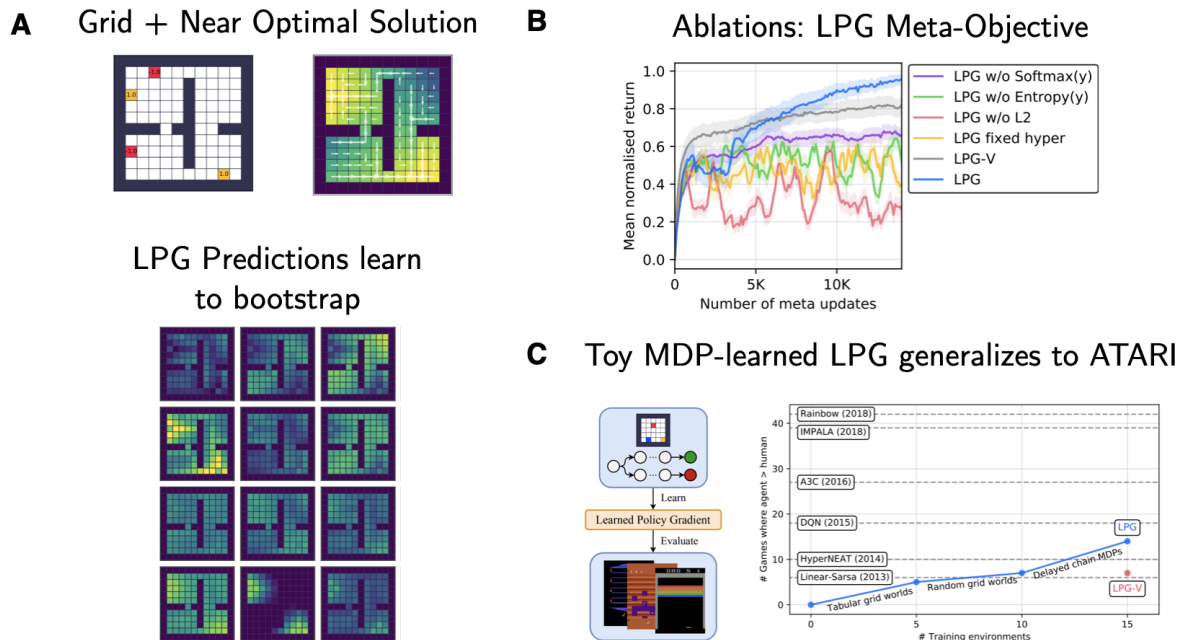 A
Grid + Near Optimal Solution
-1.0
1.0
-1.0
1.0
LPG Predictions learn
to bootstrap
B
Ablations: LPG Meta-Objective
Mean normalised return
1.0
0.8
0.6
0.4
0.2
0.0
0
5K
10K
Number of meta updates
LPG w/o Softmax(y)
LPG w/o Entropy(y)
LPG w/o L2
LPG fixed hyper
LPG-V
LPG
C
Toy MDP-learned LPG generalizes to ATARI
Learn
Learned Policy Gradient
Evaluate
# Games where agent > human
40
30
20
10
0
Rainbow (2018)
IMPALA (2018)
A3C (2016)
DQN (2015)
HyperNEAT (2014)
Linear-Sarsa (2013)
LPG
LPG-V
Tabular grid worlds
Random grid worlds
Delayed chain MDPs
0
5
10
15
# Training environments